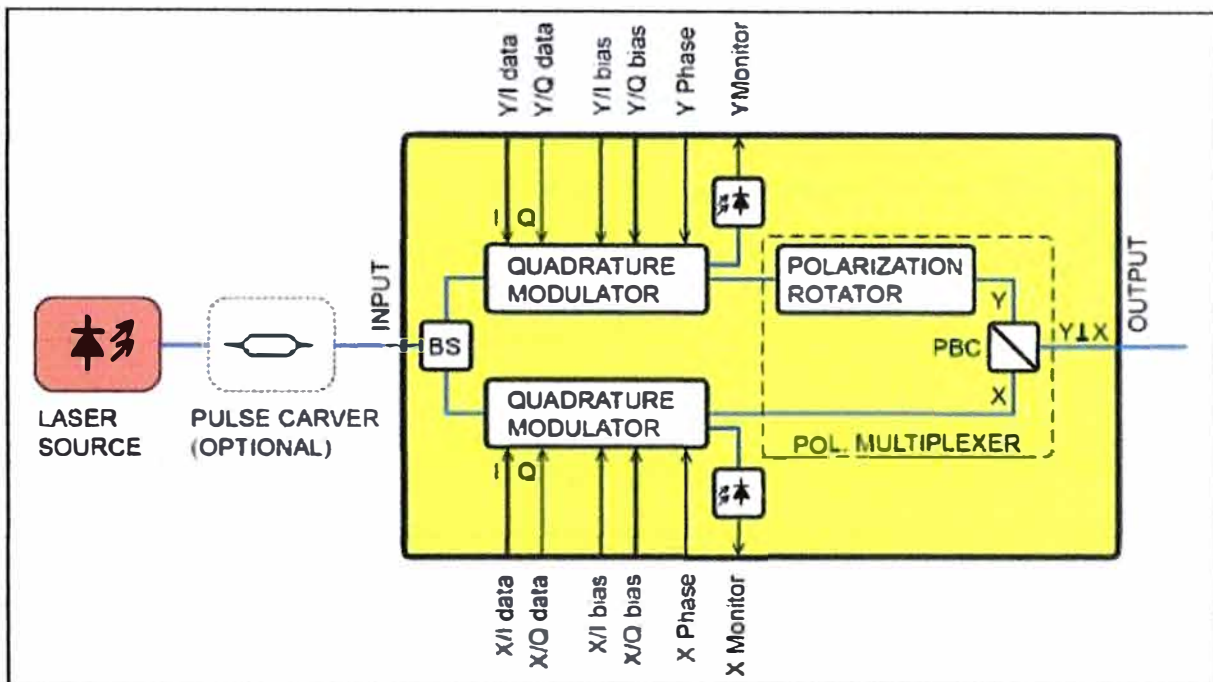 Y/I data
Y/Q data
Y/I bias
Y/Q bias
Y Phase
Y Monitor
I Q
QUADRATURE
MODULATOR
POLARIZATION
ROTATOR
INPUT
BS
Y
PBC
Y⊥X
OUTPUT
X
LASER
SOURCE
PULSE CARVER
(OPTIONAL)
QUADRATURE
MODULATOR
POL. MULTIPLEXER
I Q
X/I data
X/Q data
X/I bias
X/Q bias
X Phase
X Monitor